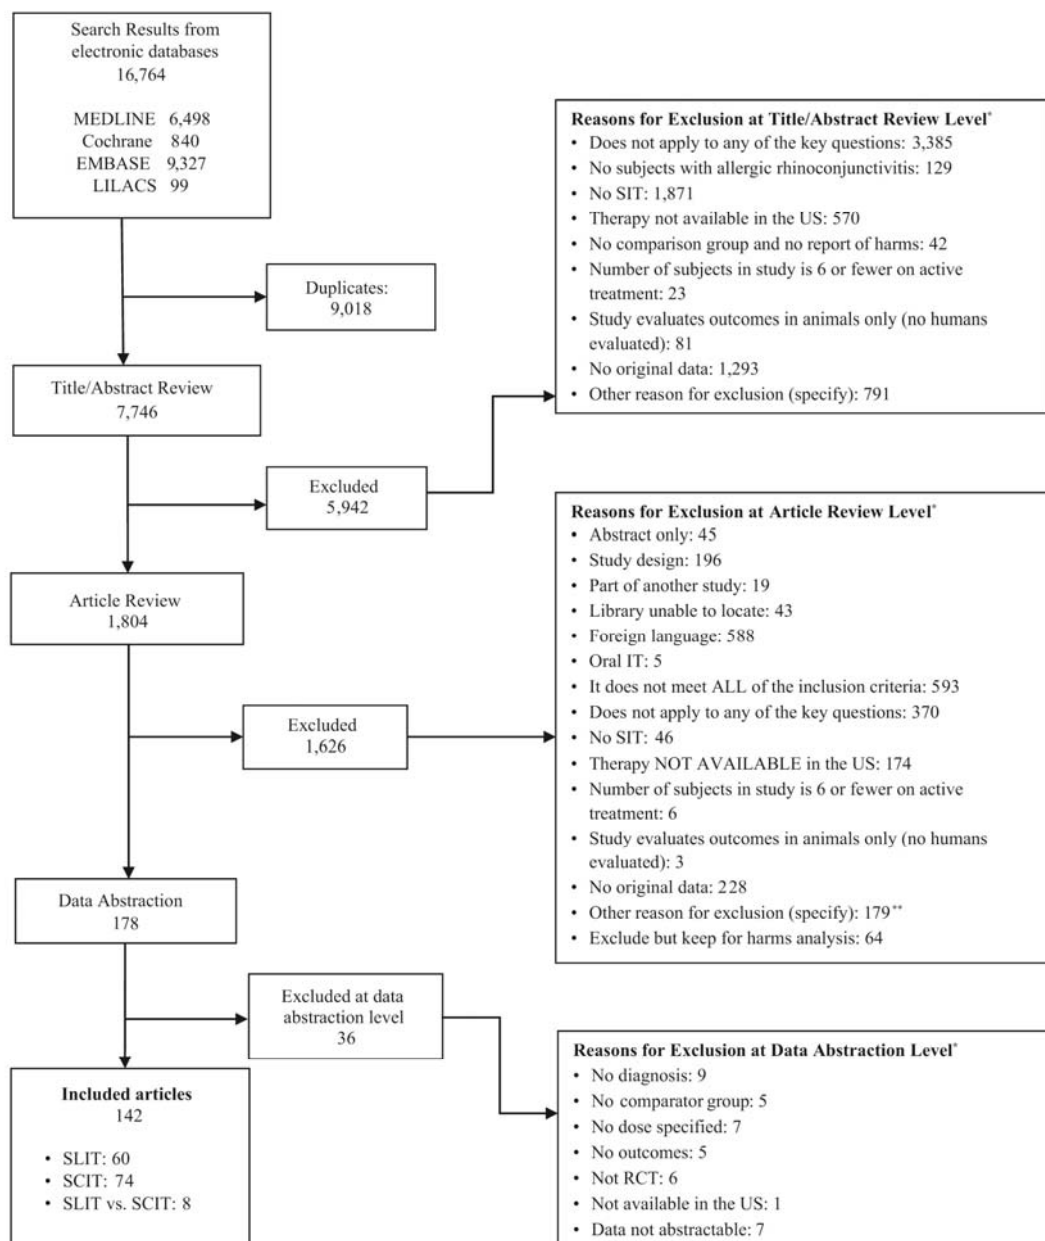 Search Results from
electronic databases
16,764
MEDLINE 6,498
Cochrane 840
EMBASE 9,327
LILACS 99
Duplicates:
9,018
Title/Abstract Review
7,746
Excluded
5,942
Reasons for Exclusion at Title/Abstract Review Level*
• Does not apply to any of the key questions: 3,385
• No subjects with allergic rhinoconjunctivitis: 129
• No SIT: 1,871
• Therapy not available in the US: 570
• No comparison group and no report of harms: 42
• Number of subjects in study is 6 or fewer on active
treatment: 23
• Study evaluates outcomes in animals only (no humans
evaluated): 81
• No original data: 1,293
• Other reason for exclusion (specify): 791
Article Review
1,804
Excluded
1,626
Reasons for Exclusion at Article Review Level*
• Abstract only: 45
• Study design: 196
• Part of another study: 19
• Library unable to locate: 43
• Foreign language: 588
• Oral IT: 5
• It does not meet ALL of the inclusion criteria: 593
• Does not apply to any of the key questions: 370
• No SIT: 46
• Therapy NOT AVAILABLE in the US: 174
• Number of subjects in study is 6 or fewer on active
treatment: 6
• Study evaluates outcomes in animals only (no humans
evaluated): 3
• No original data: 228
• Other reason for exclusion (specify): 179**
• Exclude but keep for harms analysis: 64
Data Abstraction
178
Excluded at data
abstraction level
36
Reasons for Exclusion at Data Abstraction Level*
• No diagnosis: 9
• No comparator group: 5
• No dose specified: 7
• No outcomes: 5
• Not RCT: 6
• Not available in the US: 1
• Data not abstractable: 7
Included articles
142
• SLIT: 60
• SCIT: 74
• SLIT vs. SCIT: 8